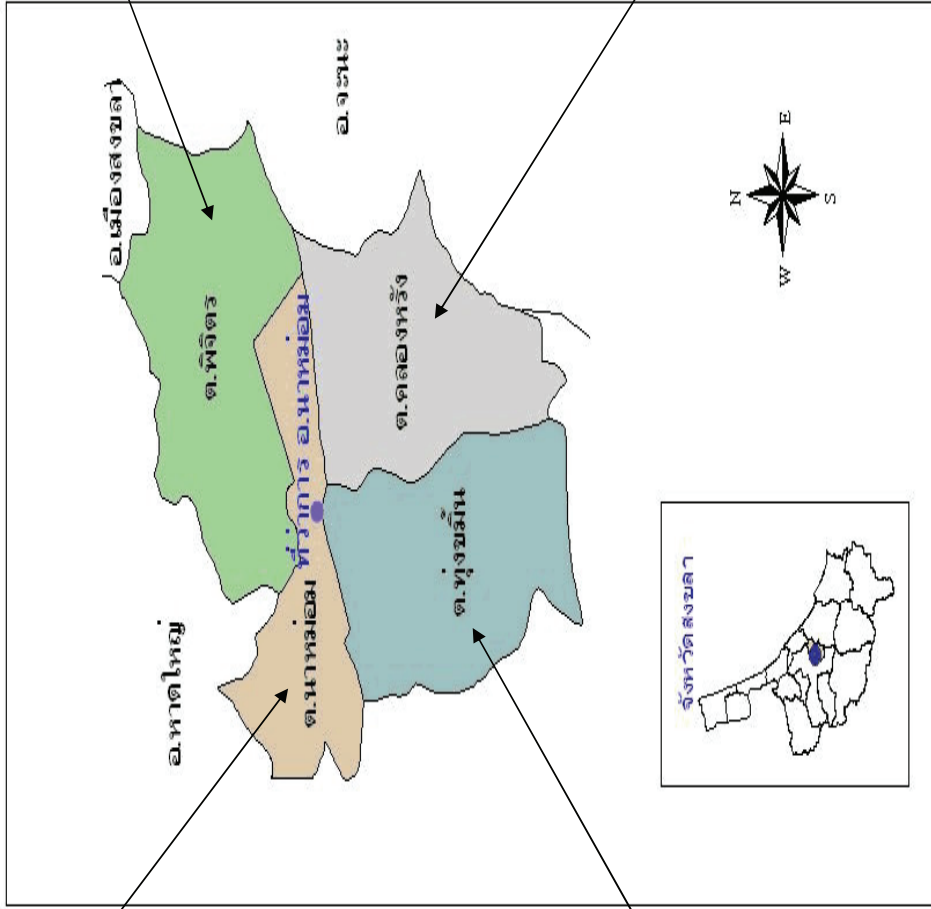 อ.เมืองสงขลา
อ.จะนะ
ต.พิจิตร
ต.คลองหรัง
ที่ว่าการ อ.นาหม่อม
ต.นาหม่อม
ต.ทุ่งขมิ้น
อ.หาดใหญ่
N
E
S
W
จังหวัดสงขลา